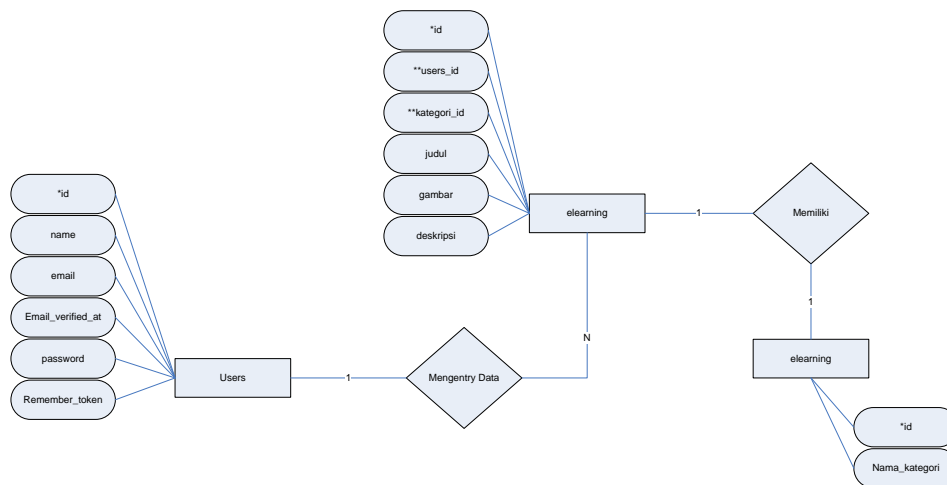 *id
**users_id
**kategori_id
judul
gambar
deskripsi
elearning
1
Memiliki
1
elearning
*id
Nama_kategori
*id
name
email
Email_verified_at
password
Remember_token
Users
1
Mengentry Data
N